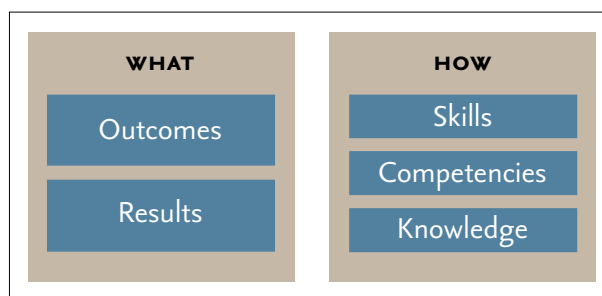 WHAT
Outcomes
Results
HOW
Skills
Competencies
Knowledge